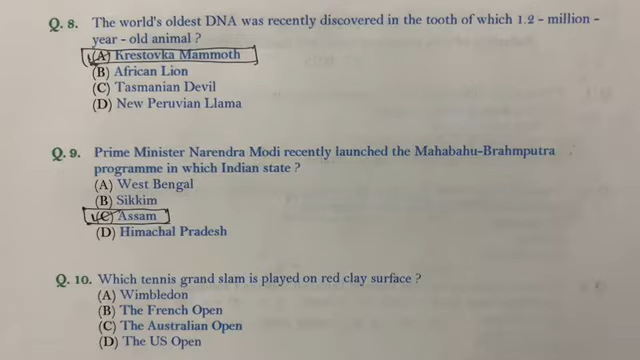 Q. 8. The world's oldest DNA was recently discovered in the tooth of which 1.2 - million -
year - old animal ?
(A) Krestovka Mammoth
(B) African Lion
(C) Tasmanian Devil
(D) New Peruvian Llama
Q. 9. Prime Minister Narendra Modi recently launched the Mahabahu-Brahmputra
programme in which Indian state ?
(A) West Bengal
(B) Sikkim
(C) Assam
(D) Himachal Pradesh
Q. 10. Which tennis grand slam is played on red clay surface ?
(A) Wimbledon
(B) The French Open
(C) The Australian Open
(D) The US Open